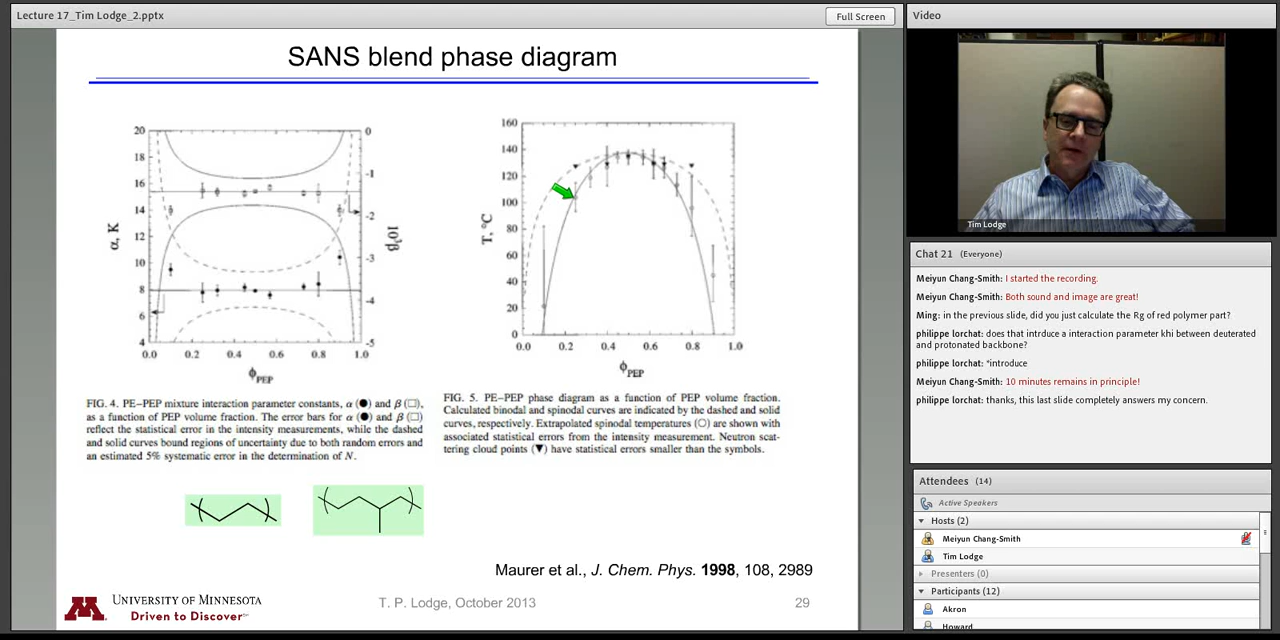 Lecture 17_Tim Lodge_2.pptx
Full Screen
SANS blend phase diagram
20
18
16
14
12
10
8
6
4
α, K
0
-1
-2
-3
-4
-5
10³β
0.0 0.2 0.4 0.6 0.8 1.0
ϕPEP
160
140
120
100
80
60
40
20
0
T, °C
0.0 0.2 0.4 0.6 0.8 1.0
ϕPEP
FIG. 4. PE–PEP mixture interaction parameter constants, α (●) and β (□),
as a function of PEP volume fraction. The error bars for α (●) and β (□)
reflect the statistical error in the intensity measurements, while the dashed
and solid curves bound regions of uncertainty due to both random errors and
an estimated 5% systematic error in the determination of N.
FIG. 5. PE–PEP phase diagram as a function of PEP volume fraction.
Calculated binodal and spinodal curves are indicated by the dashed and solid
curves, respectively. Extrapolated spinodal temperatures (○) are shown with
associated statistical errors from the intensity measurement. Neutron scat-
tering cloud points (▼) have statistical errors smaller than the symbols.
Maurer et al., J. Chem. Phys. 1998, 108, 2989
UNIVERSITY OF MINNESOTA
Driven to Discover℠
T. P. Lodge, October 2013
29
Video
Tim Lodge
Chat 21 (Everyone)
Meiyun Chang-Smith: I started the recording.
Meiyun Chang-Smith: Both sound and image are great!
Ming: in the previous slide, did you just calculate the Rg of red polymer part?
philippe lorchat: does that intrduce a interaction parameter khi between deuterated
and protonated backbone?
philippe lorchat: *introduce
Meiyun Chang-Smith: 10 minutes remains in principle!
philippe lorchat: thanks, this last slide completely answers my concern.
Attendees (14)
Active Speakers
Hosts (2)
Meiyun Chang-Smith
Tim Lodge
Presenters (0)
Participants (12)
Akron
Howard